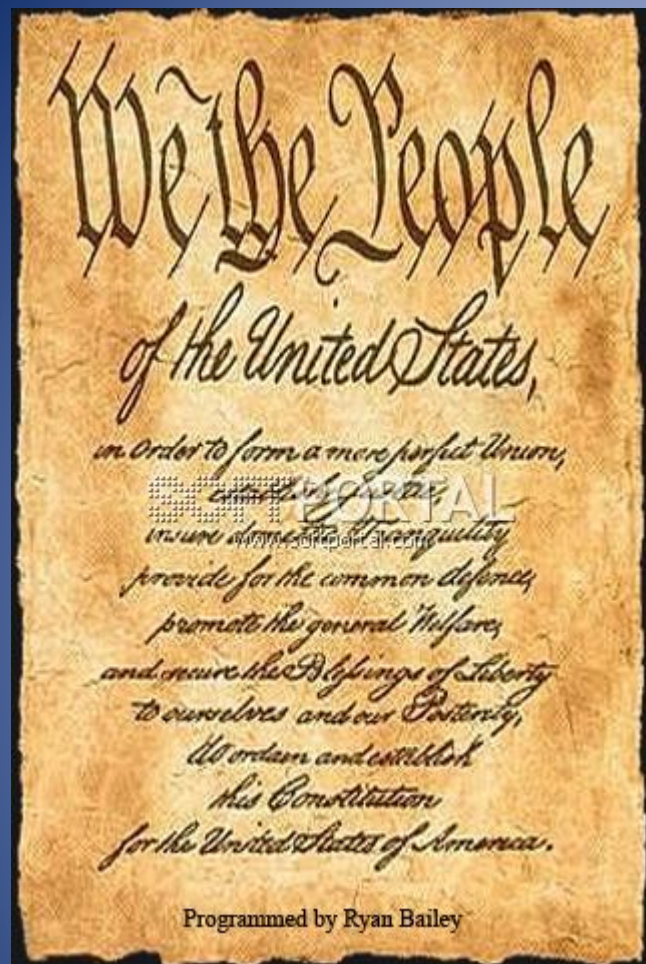 We the People
of the United States,
in Order to form a more perfect Union,
establish Justice,
SOFTPORTAL
insure domestic Tranquility
www.softportal.com
provide for the common defence,
promote the general Welfare,
and secure the Blessings of Liberty
to ourselves and our Posterity,
do ordain and establish
this Constitution
for the United States of America.
Programmed by Ryan Bailey